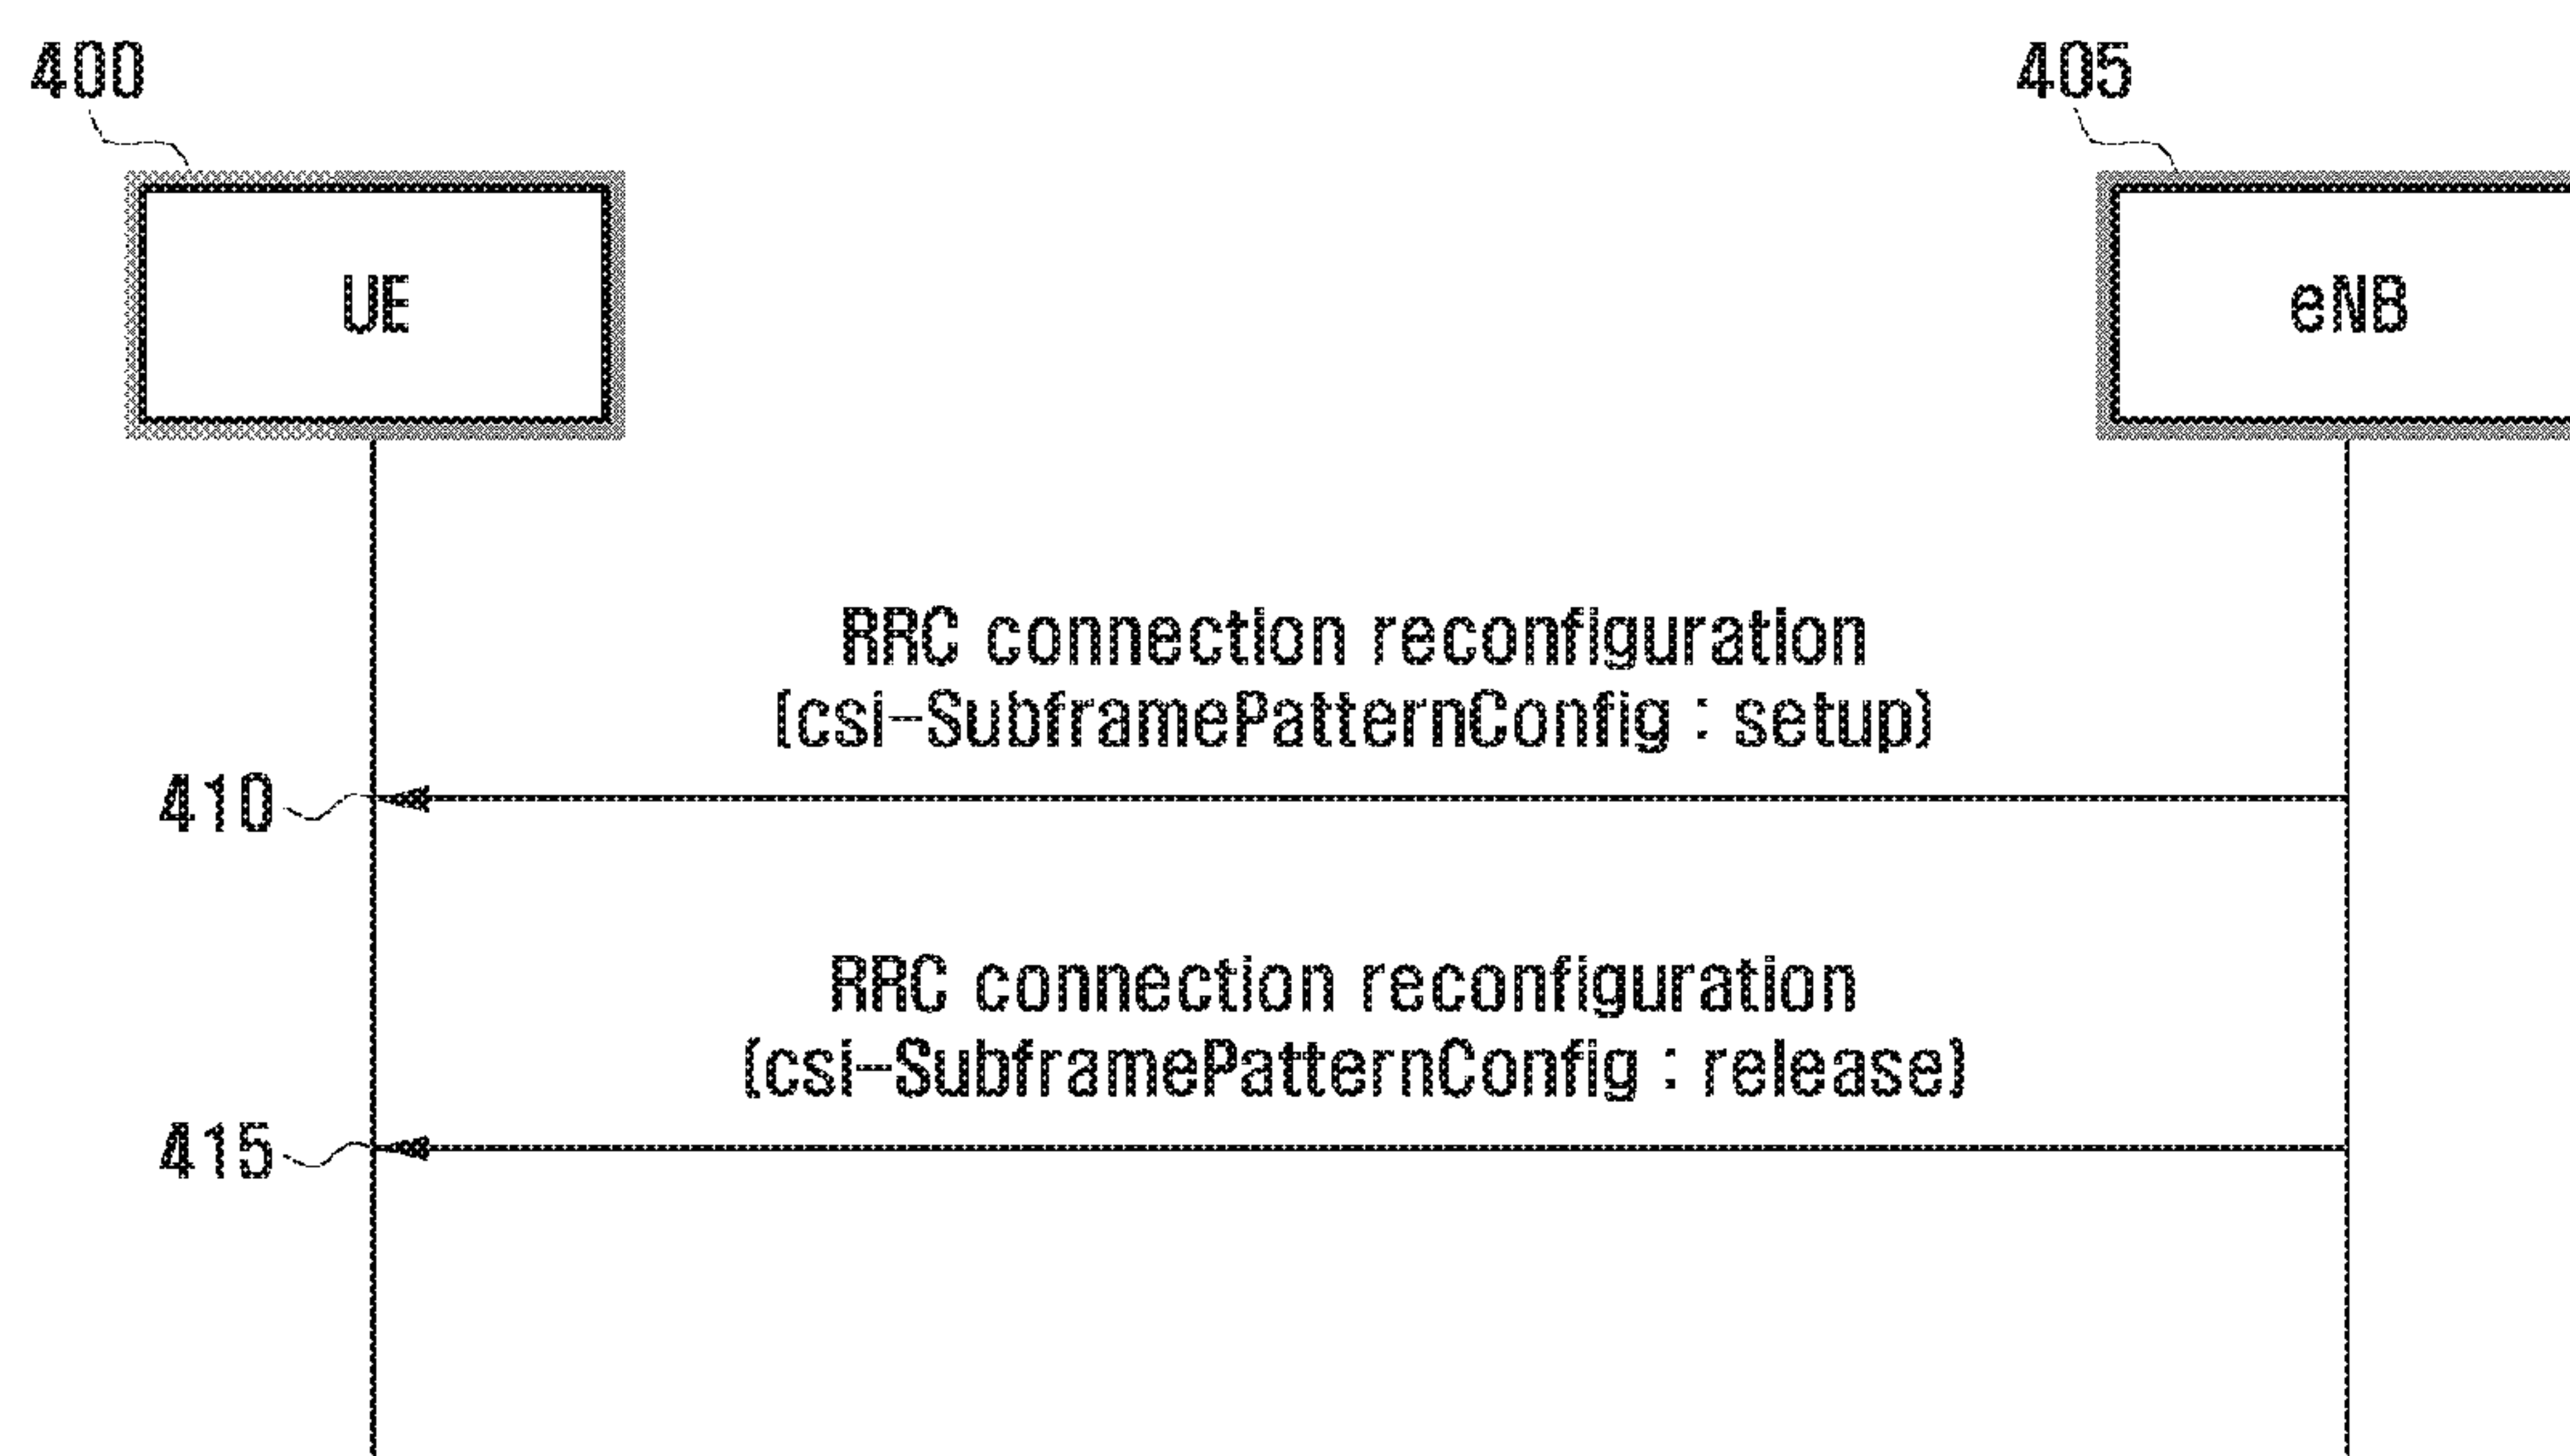 400
405
UE
eNB
RRC connection reconfiguration
(csi-SubframePatternConfig : setup)
410
RRC connection reconfiguration
(csi-SubframePatternConfig : release)
415